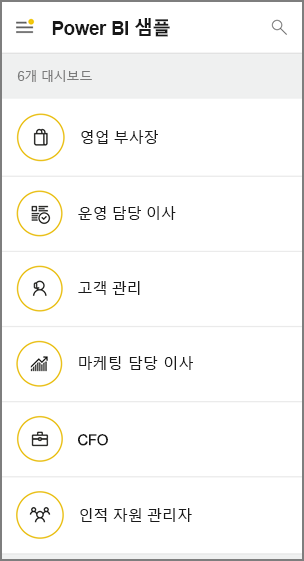 Power BI 샘플
6개 대시보드
영업 부사장
운영 담당 이사
고객 관리
마케팅 담당 이사
CFO
인적 자원 관리자